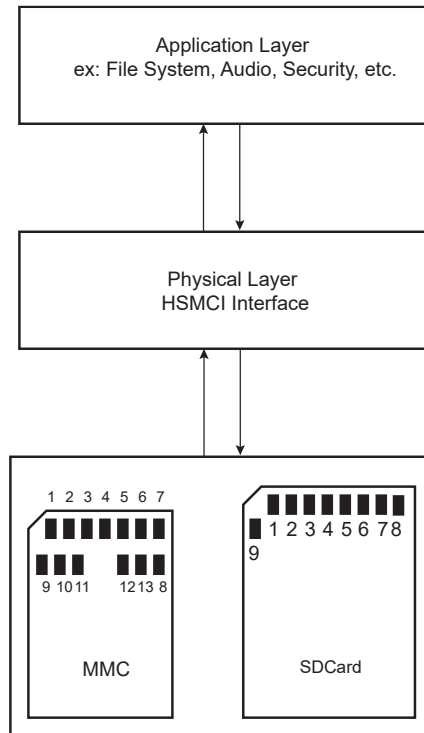 Application Layer
ex: File System, Audio, Security, etc.
Physical Layer
HSMCI Interface
1 2 3 4 5 6 7
9 10 11 12 13 8
MMC
1 2 3 4 5 6 7 8
9
SDCard